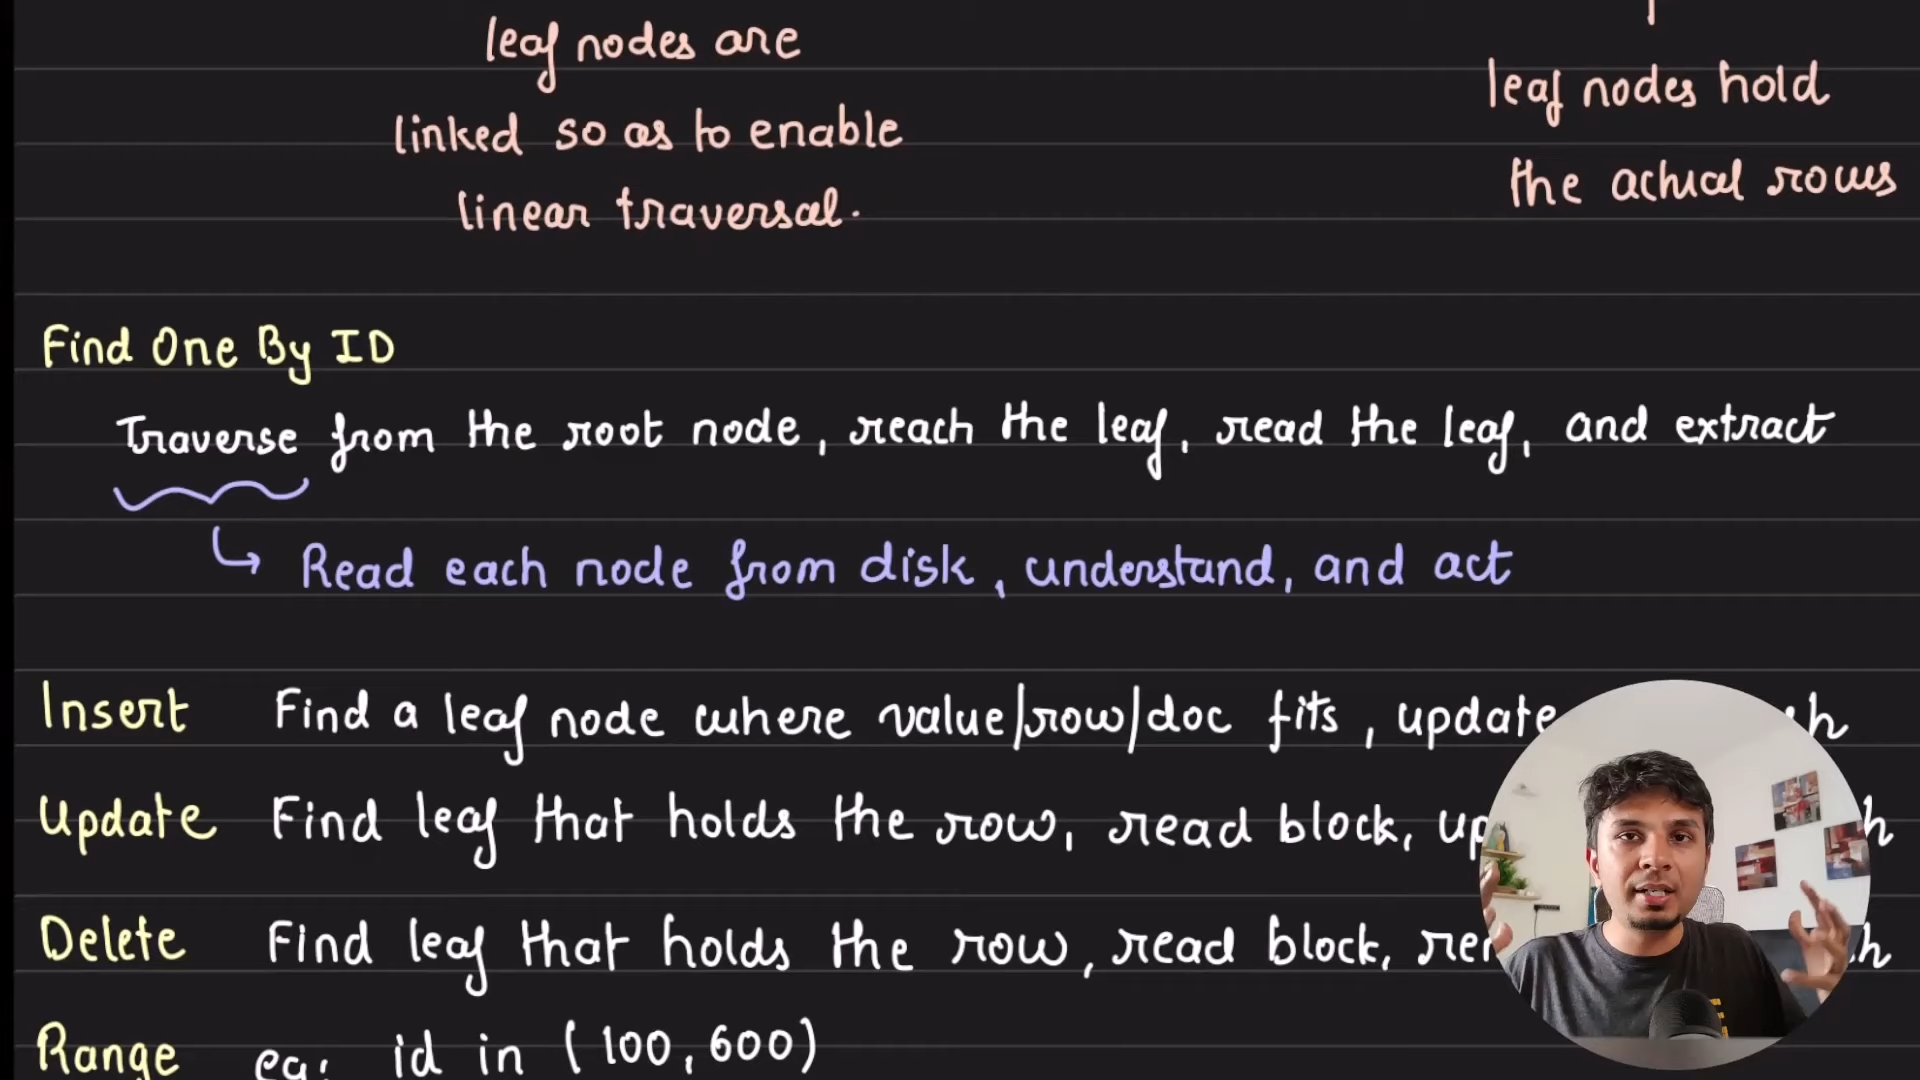 leaf nodes are
linked so as to enable
linear traversal.
leaf nodes hold
the actual rows
Find One By ID
Traverse from the root node, reach the leaf, read the leaf, and extract
Read each node from disk, understand, and act
Insert Find a leaf node where value/row/doc fits, update
Update Find leaf that holds the row, read block,
Delete Find leaf that holds the row, read block,
Range eg: id in (100,600)